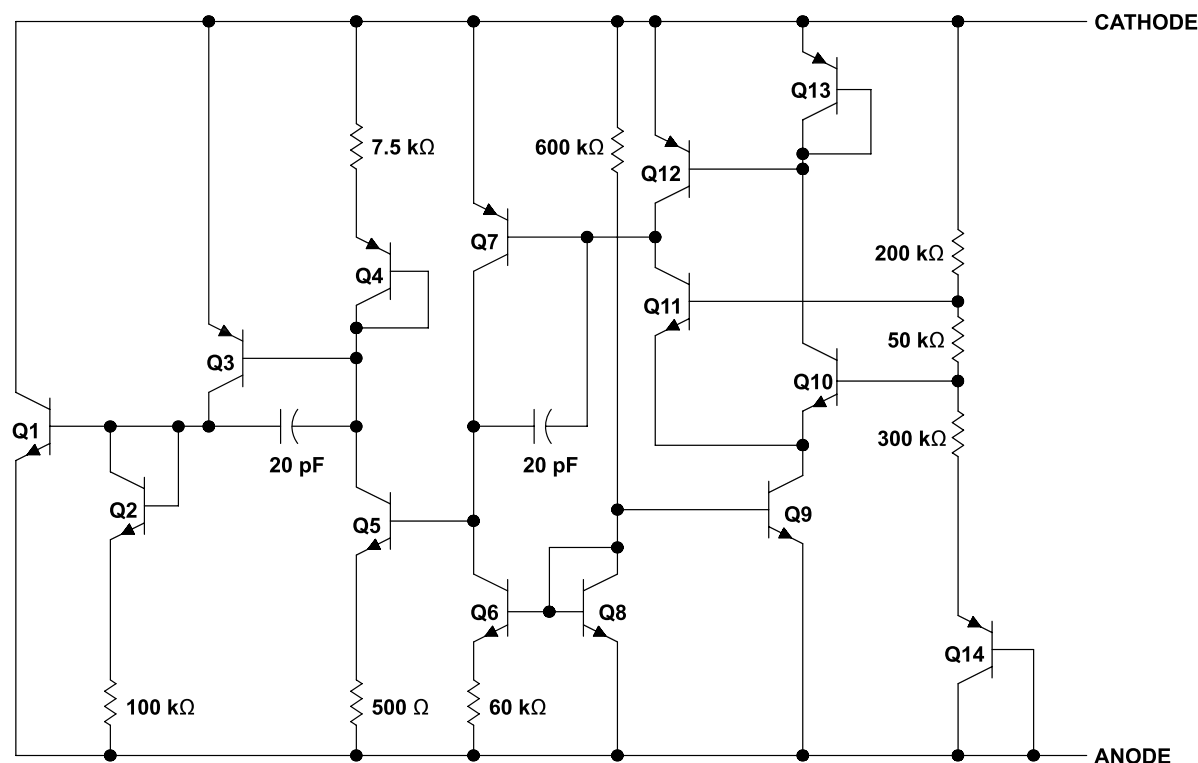 CATHODE
Q13
7.5 kΩ
600 kΩ
Q12
Q7
200 kΩ
Q4
Q11
50 kΩ
Q3
Q10
Q1
300 kΩ
20 pF
20 pF
Q2
Q5
Q9
Q6
Q8
Q14
100 kΩ
500 Ω
60 kΩ
ANODE